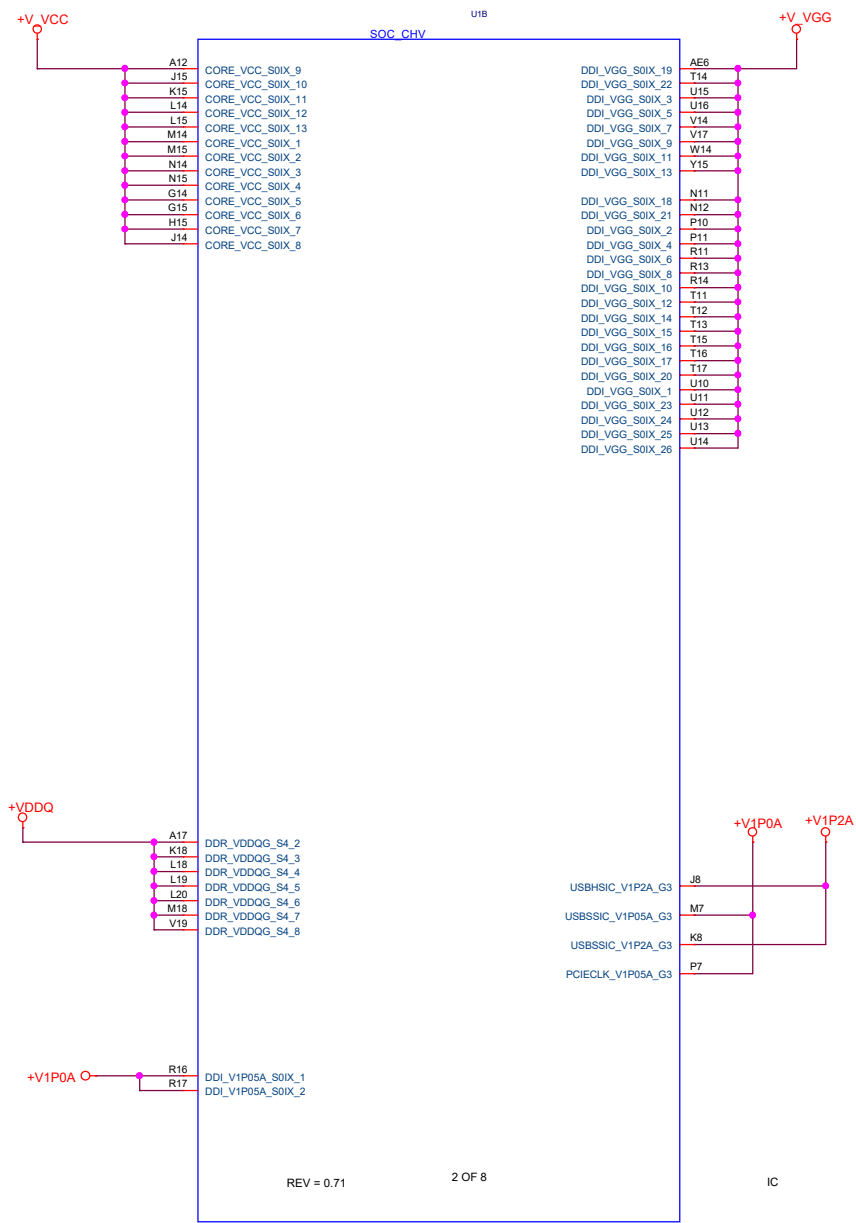 U1B
+V_VCC
+V_VGG
SOC_CHV
A12 CORE_VCC_S0IX_9
J15 CORE_VCC_S0IX_10
K15 CORE_VCC_S0IX_11
L14 CORE_VCC_S0IX_12
L15 CORE_VCC_S0IX_13
M14 CORE_VCC_S0IX_1
M15 CORE_VCC_S0IX_2
N14 CORE_VCC_S0IX_3
N15 CORE_VCC_S0IX_4
G14 CORE_VCC_S0IX_5
G15 CORE_VCC_S0IX_6
H15 CORE_VCC_S0IX_7
J14 CORE_VCC_S0IX_8
DDI_VGG_S0IX_19 AE6
DDI_VGG_S0IX_22 T14
DDI_VGG_S0IX_3 U15
DDI_VGG_S0IX_5 U16
DDI_VGG_S0IX_7 V14
DDI_VGG_S0IX_9 V17
DDI_VGG_S0IX_11 W14
DDI_VGG_S0IX_13 Y15
DDI_VGG_S0IX_18 N11
DDI_VGG_S0IX_21 N12
DDI_VGG_S0IX_2 P10
DDI_VGG_S0IX_4 P11
DDI_VGG_S0IX_6 R11
DDI_VGG_S0IX_8 R13
DDI_VGG_S0IX_10 R14
DDI_VGG_S0IX_12 T11
DDI_VGG_S0IX_14 T12
DDI_VGG_S0IX_15 T13
DDI_VGG_S0IX_16 T15
DDI_VGG_S0IX_17 T16
DDI_VGG_S0IX_20 T17
DDI_VGG_S0IX_1 U10
DDI_VGG_S0IX_23 U11
DDI_VGG_S0IX_24 U12
DDI_VGG_S0IX_25 U13
DDI_VGG_S0IX_26 U14
+VDDQ
A17 DDR_VDDQG_S4_2
K18 DDR_VDDQG_S4_3
L18 DDR_VDDQG_S4_4
L19 DDR_VDDQG_S4_5
L20 DDR_VDDQG_S4_6
M18 DDR_VDDQG_S4_7
V19 DDR_VDDQG_S4_8
+V1P0A
+V1P2A
USBHSIC_V1P2A_G3 J8
USBSSIC_V1P05A_G3 M7
USBSSIC_V1P2A_G3 K8
PCIECLK_V1P05A_G3 P7
+V1P0A
R16 DDI_V1P05A_S0IX_1
R17 DDI_V1P05A_S0IX_2
REV = 0.71
2 OF 8
IC